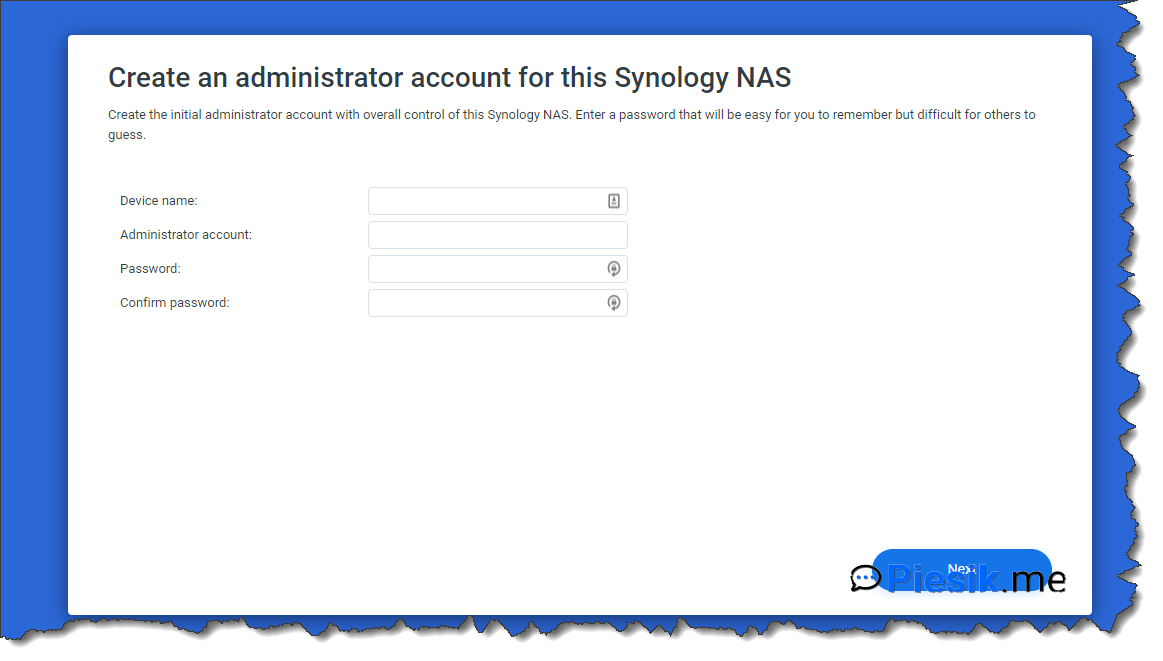 Create an administrator account for this Synology NAS
Create the initial administrator account with overall control of this Synology NAS. Enter a password that will be easy for you to remember but difficult for others to
guess.
Device name:
Administrator account:
Password:
Confirm password:
Next
Piesik.me